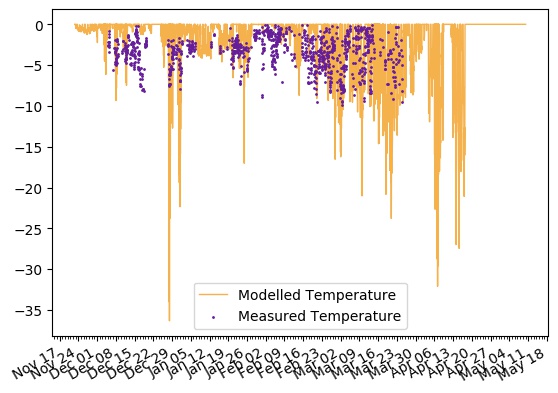 0
−5
−10
−15
−20
−25
−30
−35
Modelled Temperature
Measured Temperature
Nov 17
Nov 24
Dec 01
Dec 08
Dec 15
Dec 22
Dec 29
Jan 05
Jan 12
Jan 19
Jan 26
Feb 02
Feb 09
Feb 16
Feb 23
Mar 02
Mar 09
Mar 16
Mar 23
Mar 30
Apr 06
Apr 13
Apr 20
Apr 27
May 04
May 11
May 18